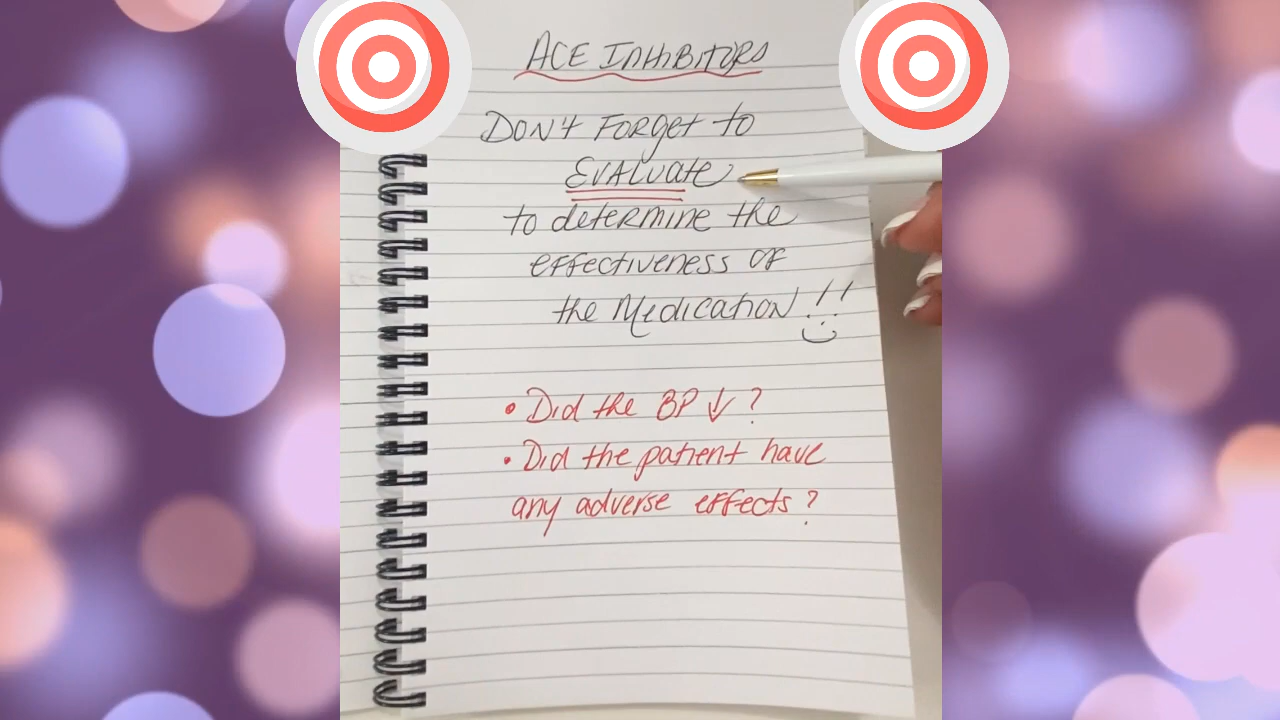 ACE INHIBITORS
DON'T FORGET TO
EVALUATE
to determine the
effectiveness of
the Medication!!
• Did the BP ↓?
• Did the patient have
any adverse effects?